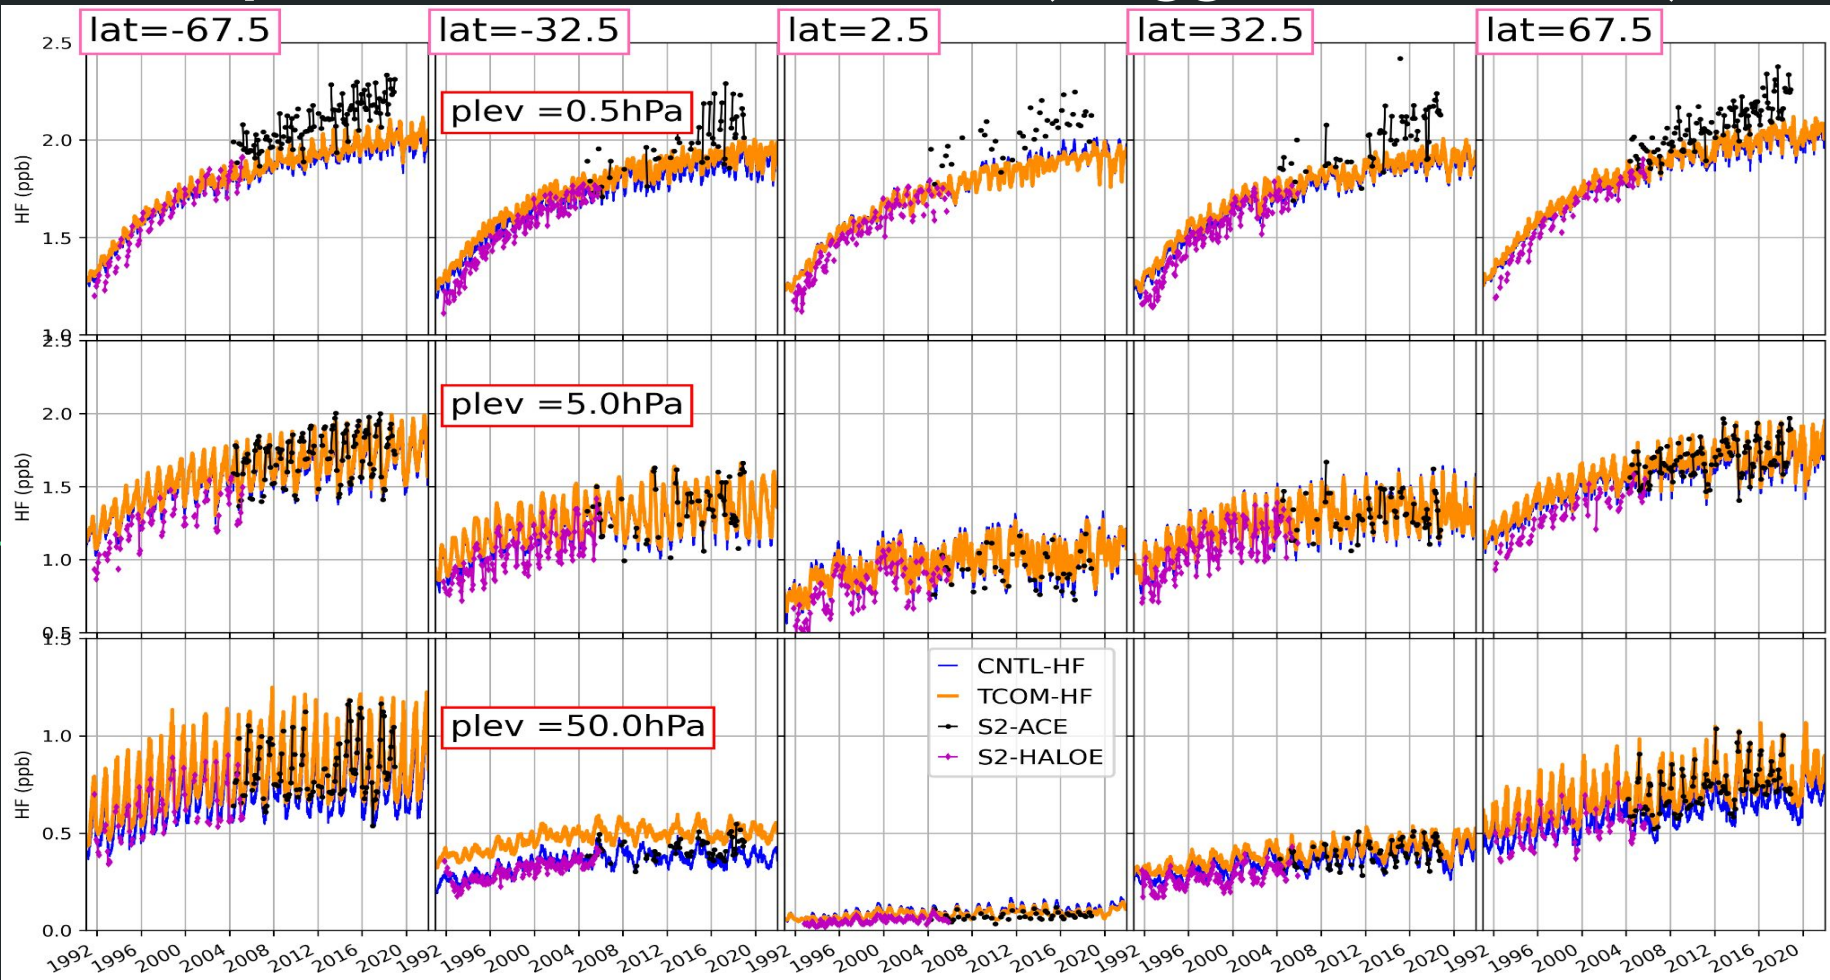 lat=-67.5 lat=-32.5 lat=2.5 lat=32.5 lat=67.5
2.5
plev =0.5hPa
2.0
HF (ppb)
1.5
1.0
2.5
plev =5.0hPa
2.0
HF (ppb)
1.5
1.0
0.5
1.5
CNTL-HF
TCOM-HF
plev =50.0hPa
S2-ACE
1.0
S2-HALOE
HF (ppb)
0.5
0.0
1992 1996 2000 2004 2008 2012 2016 2020 1992 1996 2000 2004 2008 2012 2016 2020 1992 1996 2000 2004 2008 2012 2016 2020 1992 1996 2000 2004 2008 2012 2016 2020 1992 1996 2000 2004 2008 2012 2016 2020